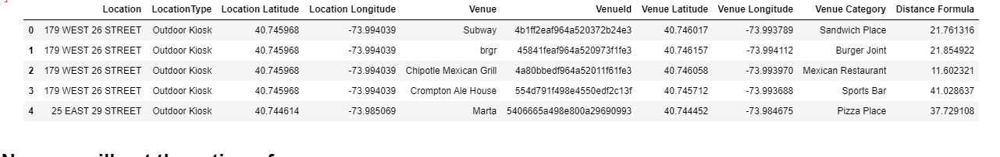 Location LocationType Location Latitude Location Longitude Venue VenueId Venue Latitude Venue Longitude Venue Category Distance Formula
0 179 WEST 26 STREET Outdoor Kiosk 40.745968 -73.994039 Subway 4b1ff2eaf964a520372b24e3 40.746017 -73.993789 Sandwich Place 21.761316
1 179 WEST 26 STREET Outdoor Kiosk 40.745968 -73.994039 brgr 45841feaf964a520973f1fe3 40.746157 -73.994112 Burger Joint 21.854922
2 179 WEST 26 STREET Outdoor Kiosk 40.745968 -73.994039 Chipotle Mexican Grill 4a80bbedf964a52011f61fe3 40.746058 -73.993970 Mexican Restaurant 11.602321
3 179 WEST 26 STREET Outdoor Kiosk 40.745968 -73.994039 Crompton Ale House 554d791f498e4550edf2c13f 40.745712 -73.993688 Sports Bar 41.028637
4 25 EAST 29 STREET Outdoor Kiosk 40.744614 -73.985069 Marta 5406665a498e800a29690993 40.744452 -73.984675 Pizza Place 37.729108